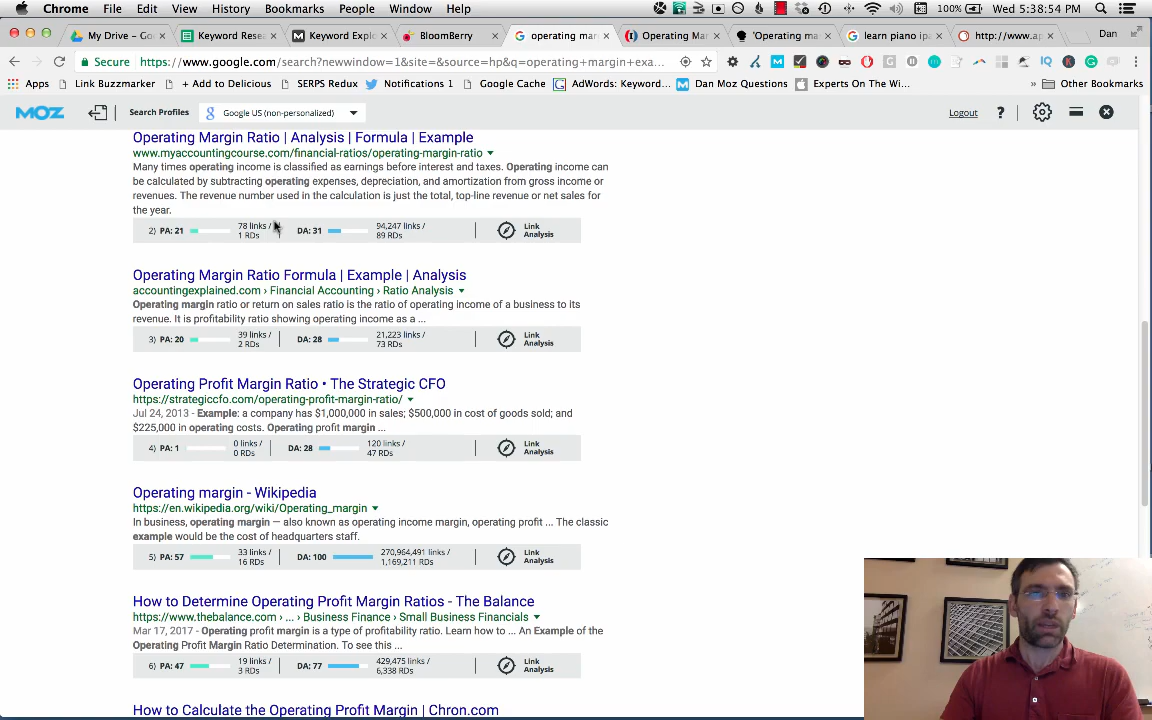 Chrome File Edit View History Bookmarks People Window Help 100% Wed 5:38:54 PM
My Drive - Goo Keyword Resea Keyword Explo BloomBerry operating marg Operating Mar 'Operating ma learn piano ipa http://www.ap Dan
Secure https://www.google.com/search?newwindow=1&site=&source=hp&q=operating+margin+exa...
Apps Link Buzzmarker + Add to Delicious SERPS Redux Notifications 1 Google Cache AdWords: Keyword... Dan Moz Questions Experts On The Wi... » Other Bookmarks
MOZ Search Profiles Google US (non-personalized) Logout ?
Operating Margin Ratio | Analysis | Formula | Example
www.myaccountingcourse.com/financial-ratios/operating-margin-ratio
Many times operating income is classified as earnings before interest and taxes. Operating income can
be calculated by subtracting operating expenses, depreciation, and amortization from gross income or
revenues. The revenue number used in the calculation is just the total, top-line revenue or net sales for
the year.
2) PA: 21 78 links / 1 RDs DA: 31 94,247 links / 89 RDs Link Analysis
Operating Margin Ratio Formula | Example | Analysis
accountingexplained.com › Financial Accounting › Ratio Analysis
Operating margin ratio or return on sales ratio is the ratio of operating income of a business to its
revenue. It is profitability ratio showing operating income as a ...
3) PA: 20 39 links / 2 RDs DA: 28 21,223 links / 73 RDs Link Analysis
Operating Profit Margin Ratio • The Strategic CFO
https://strategiccfo.com/operating-profit-margin-ratio/
Jul 24, 2013 - Example: a company has $1,000,000 in sales; $500,000 in cost of goods sold; and
$225,000 in operating costs. Operating profit margin ...
4) PA: 1 0 links / 0 RDs DA: 28 120 links / 47 RDs Link Analysis
Operating margin - Wikipedia
https://en.wikipedia.org/wiki/Operating_margin
In business, operating margin — also known as operating income margin, operating profit ... The classic
example would be the cost of headquarters staff.
5) PA: 57 33 links / 16 RDs DA: 100 270,964,491 links / 1,169,211 RDs Link Analysis
How to Determine Operating Profit Margin Ratios - The Balance
https://www.thebalance.com › ... › Business Finance › Small Business Financials
Mar 17, 2017 - Operating profit margin is a type of profitability ratio. Learn how to ... An Example of the
Operating Profit Margin Ratio Determination. To see this ...
6) PA: 47 19 links / 3 RDs DA: 77 429,475 links / 6,338 RDs Link Analysis
How to Calculate the Operating Profit Margin | Chron.com